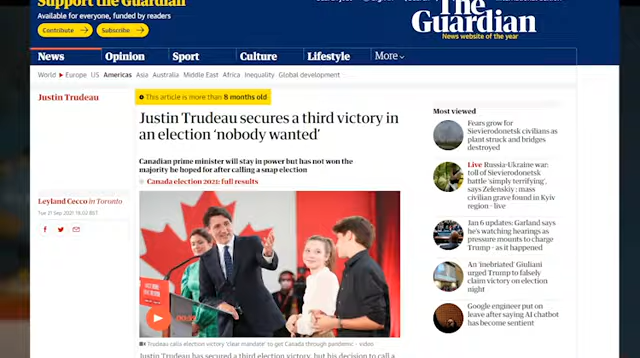 Support the Guardian
Available for everyone, funded by readers
Contribute → Subscribe →
The
Guardian
News website of the year
News Opinion Sport Culture Lifestyle More
World Europe US Americas Asia Australia Middle East Africa Inequality Global development
Justin Trudeau
This article is more than 8 months old
Justin Trudeau secures a third victory in
an election ‘nobody wanted’
Canadian prime minister will stay in power but has not won the
majority he hoped for after calling a snap election
Canada election 2021: full results
Leyland Cecco in Toronto
Tue 21 Sep 2021 16.02 BST
Trudeau calls election victory 'clear mandate' to get Canada through pandemic - video
Justin Trudeau has secured a third election victory, but his decision to call a
Most viewed
Fears grow for
Sievierodonetsk civilians as
plant struck and bridges
destroyed
Live Russia-Ukraine war:
toll of Sievierodonetsk
battle ‘simply terrifying’,
says Zelenskiy; mass
civilian grave found in Kyiv
region - live
Jan 6 updates: Garland says
he's watching hearings as
pressure mounts to charge
Trump – as it happened
An ‘inebriated’ Giuliani
urged Trump to falsely
claim victory on election
night
Google engineer put on
leave after saying AI chatbot
has become sentient